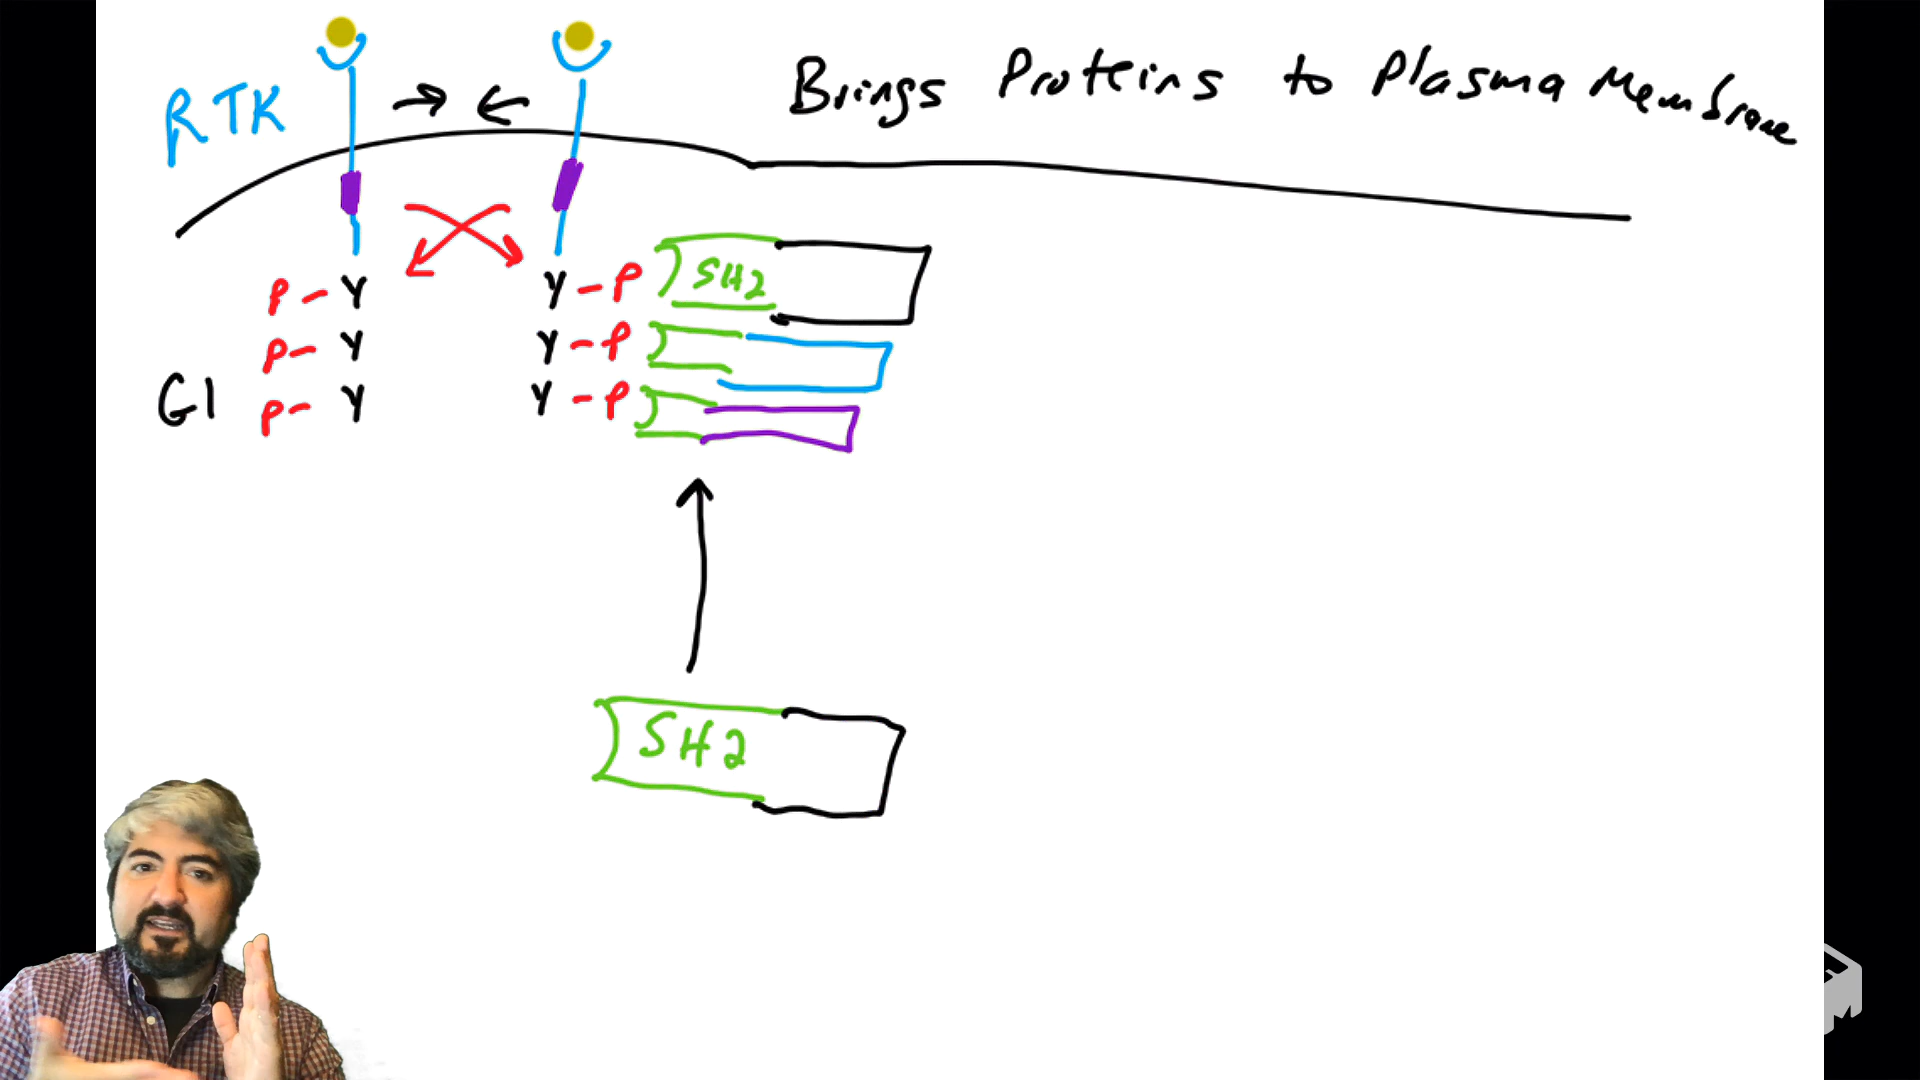 Brings Proteins to Plasma Membrane
RTK
P-Y Y-P SH2
P-Y Y-P
G1 P-Y Y-P
SH2